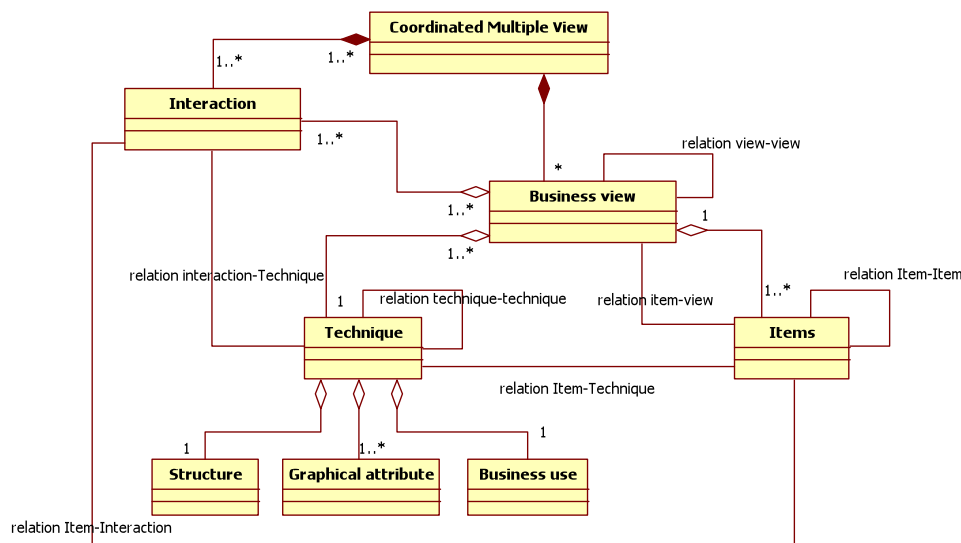 Coordinated Multiple View
1..*
1..*
Interaction
1..*
relation view-view
*
Business view
1..*
1
1..*
relation interaction-Technique
relation Item-Item
1..*
relation technique-technique
relation item-view
1
Technique
Items
relation Item-Technique
1
1..*
1
Structure
Graphical attribute
Business use
relation Item-Interaction